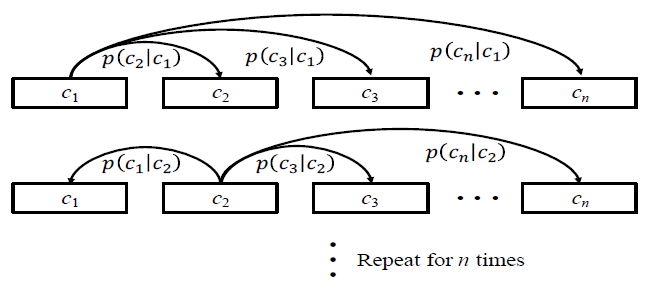 p(c₂|c₁) p(c₃|c₁) p(cₙ|c₁)
c₁ c₂ c₃ ··· cₙ
p(c₁|c₂) p(c₃|c₂) p(cₙ|c₂)
c₁ c₂ c₃ ··· cₙ
Repeat for n times